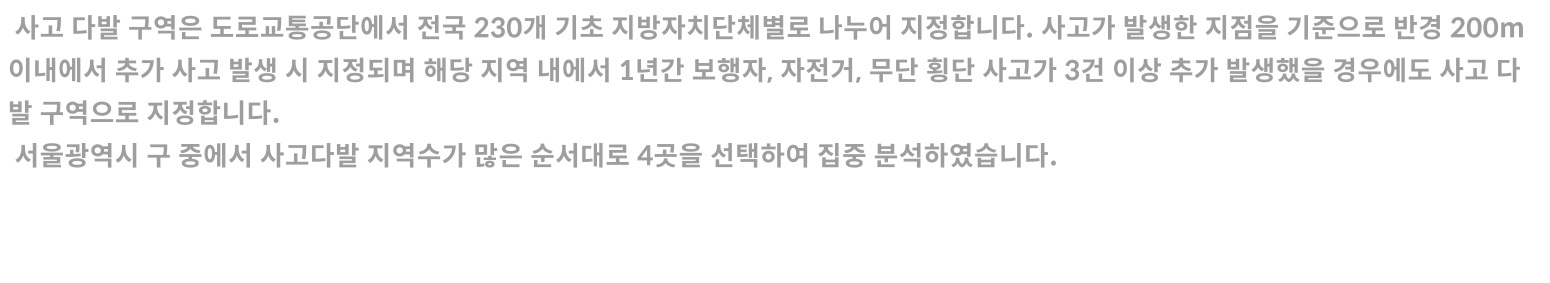 사고 다발 구역은 도로교통공단에서 전국 230개 기초 지방자치단체별로 나누어 지정합니다. 사고가 발생한 지점을 기준으로 반경 200m
이내에서 추가 사고 발생 시 지정되며 해당 지역 내에서 1년간 보행자, 자전거, 무단 횡단 사고가 3건 이상 추가 발생했을 경우에도 사고 다
발 구역으로 지정합니다.
서울광역시 구 중에서 사고다발 지역수가 많은 순서대로 4곳을 선택하여 집중 분석하였습니다.